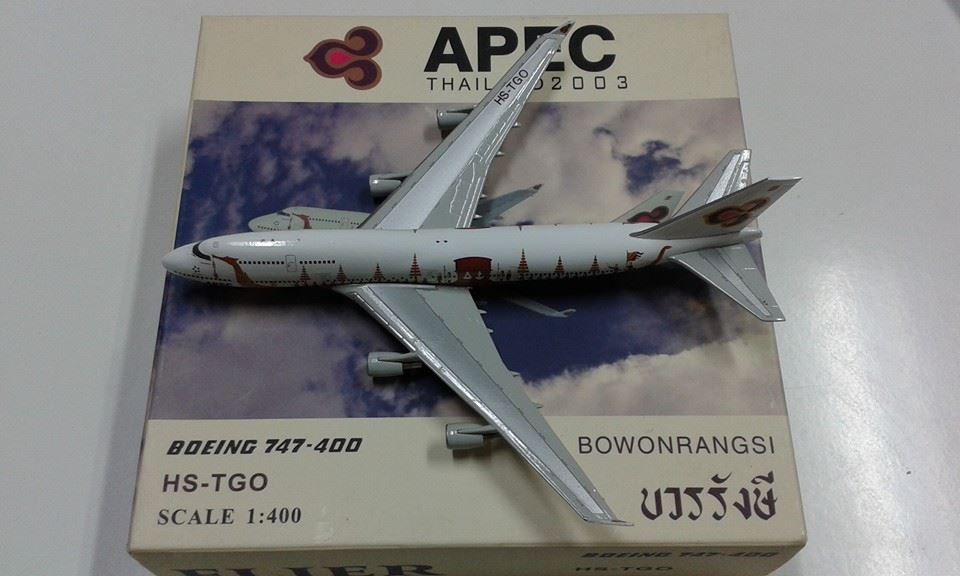 APEC
THAILAND 2003
HS-TGO
BOEING 747-400
BOWONRANGSI
HS-TGO
บวรรังษี
SCALE 1:400
BOEING 747-400
HS-TGO